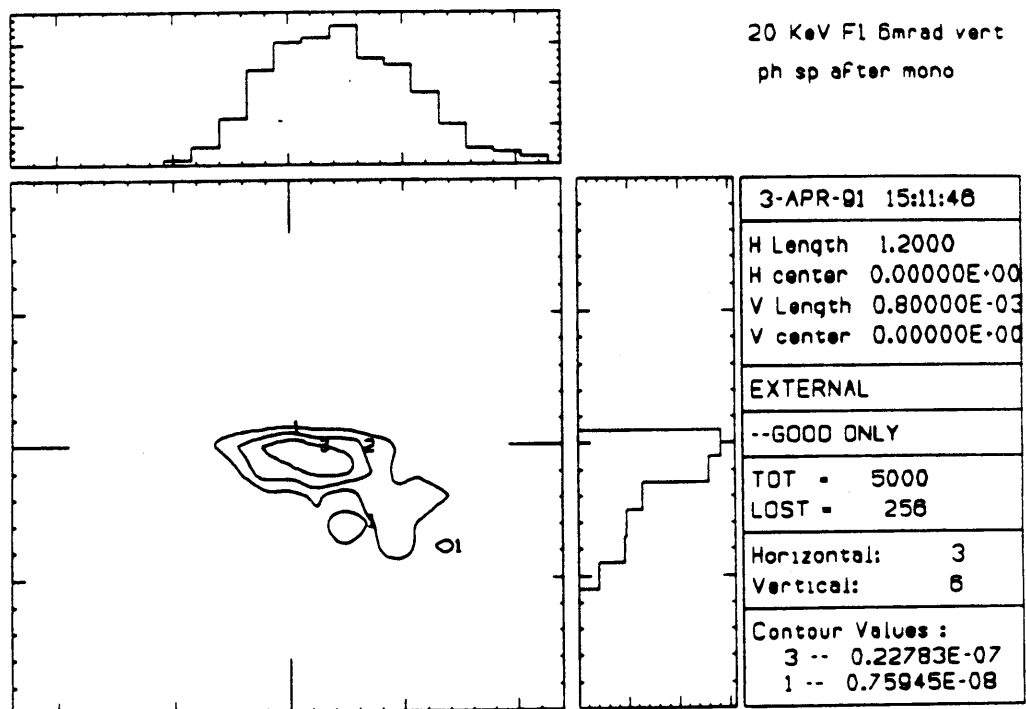 20 KeV F1 6mrad vert
ph sp after mono
3-APR-91 15:11:46
H Length 1.2000
H center 0.00000E+00
V Length 0.80000E-03
V center 0.00000E+00
EXTERNAL
--GOOD ONLY
TOT = 5000
LOST = 256
Horizontal: 3
Vertical: 6
Contour Values :
3 -- 0.22783E-07
1 -- 0.75945E-08
1
3
2
1
1